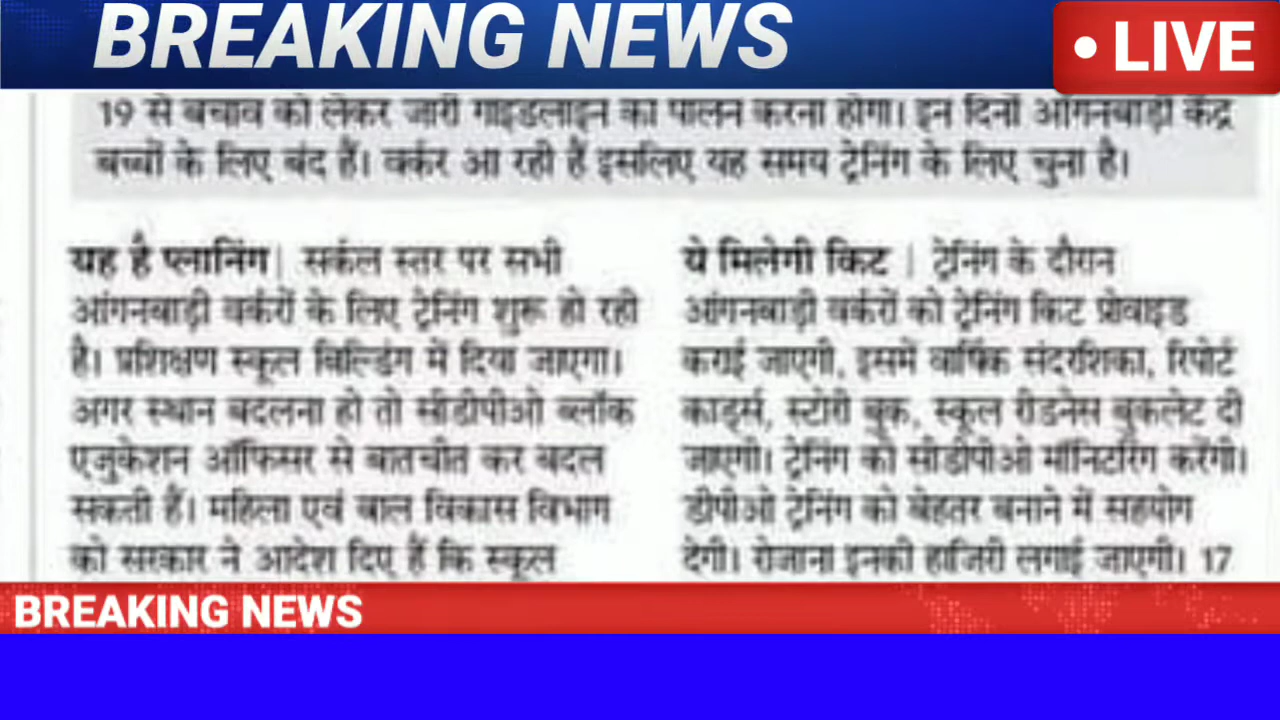 BREAKING NEWS
LIVE
19 से बचाव को लेकर जारी गाइडलाइन का पालन करना होगा। इन दिनों आंगनबाड़ी केंद्र
बच्चों के लिए बंद हैं। वर्कर आ रही हैं इसलिए यह समय ट्रेनिंग के लिए चुना है।
यह है प्लानिंग| सर्कल स्तर पर सभी
आंगनबाड़ी वर्करों के लिए ट्रेनिंग शुरू हो रही
है। प्रशिक्षण स्कूल बिल्डिंग में दिया जाएगा।
अगर स्थान बदलना हो तो सीडीपीओ ब्लॉक
एजुकेशन ऑफिसर से बातचीत कर बदल
सकती हैं। महिला एवं बाल विकास विभाग
को सरकार ने आदेश दिए हैं कि स्कूल
ये मिलेगी किट | ट्रेनिंग के दौरान
आंगनबाड़ी वर्करों को ट्रेनिंग किट प्रोवाइड
कराई जाएगी, इसमें वार्षिक संदरशिका, रिपोर्ट
कार्ड्स, स्टोरी बुक, स्कूल रीडनेस बुकलेट दी
जाएगी। ट्रेनिंग की सीडीपीओ मॉनिटरिंग करेंगी।
डीपीओ ट्रेनिंग को बेहतर बनाने में सहयोग
देगी। रोजाना इनकी हाजिरी लगाई जाएगी। 17
BREAKING NEWS